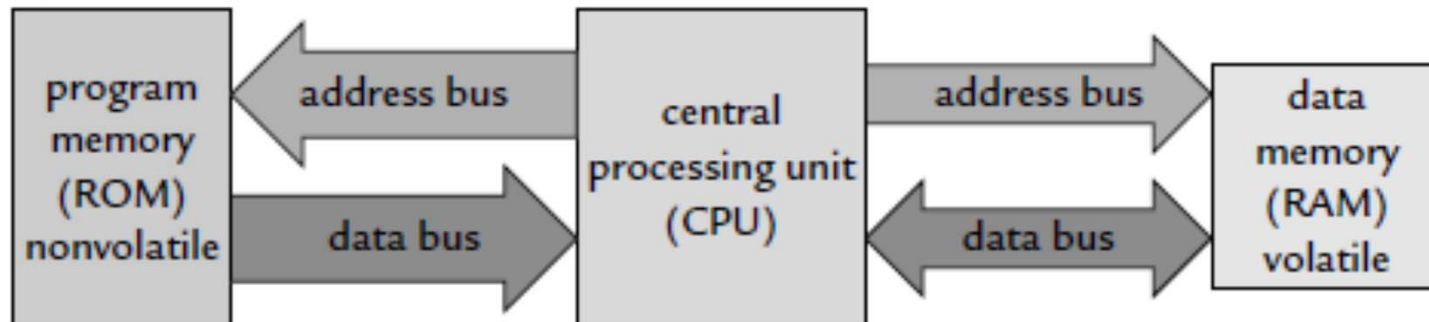 program
memory
(ROM)
nonvolatile
address bus
data bus
central
processing unit
(CPU)
address bus
data bus
data
memory
(RAM)
volatile